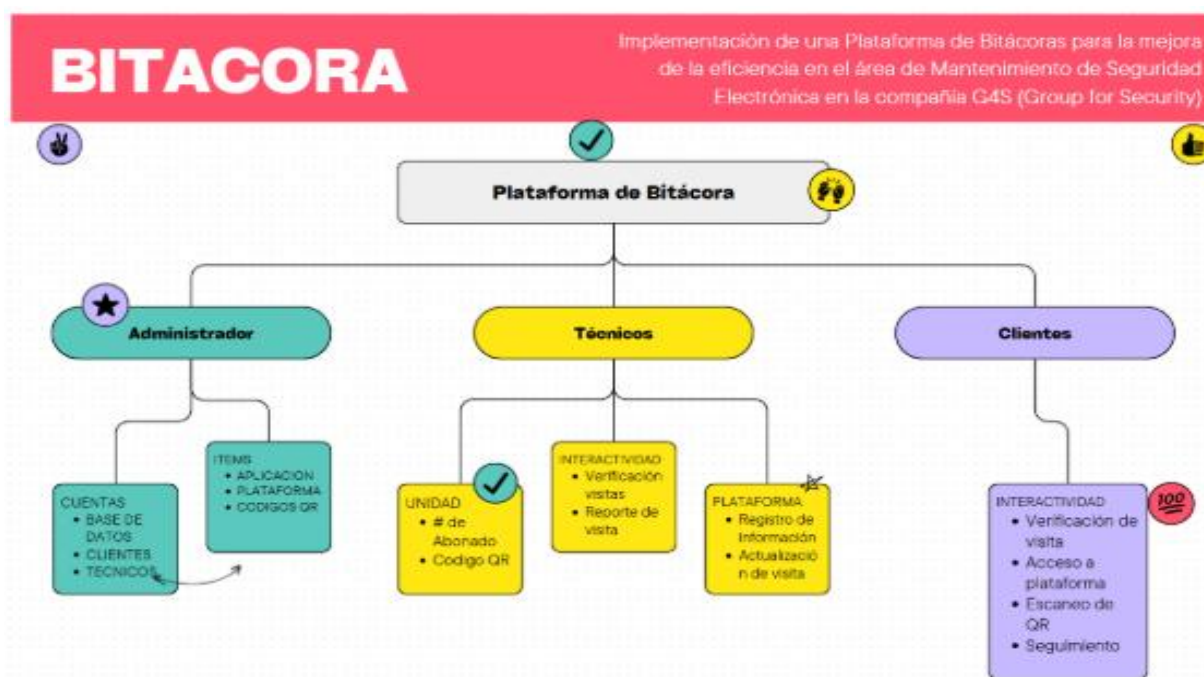 BITACORA
Implementación de una Plataforma de Bitácoras para la mejora
de la eficiencia en el área de Mantenimiento de Seguridad
Electrónica en la compañia G4S (Group for Security)
Plataforma de Bitácora
Administrador
Técnicos
Clientes
CUENTAS
• BASE DE
DATOS
• CLIENTES
• TECNICOS
ITEMS
• APLICACION
• PLATAFORMA
• CODIGOS QR
UNIDAD
• # de
Abonado
• Codigo QR
INTERACTIVIDAD
• Verificación
visitas
• Reporte de
visita
PLATAFORMA
• Registro de
Información
• Actualizació
n de visita
INTERACTIVIDAD
• Verificación de
visita
• Acceso a
plataforma
• Escaneo de
QR
• Seguimiento
100